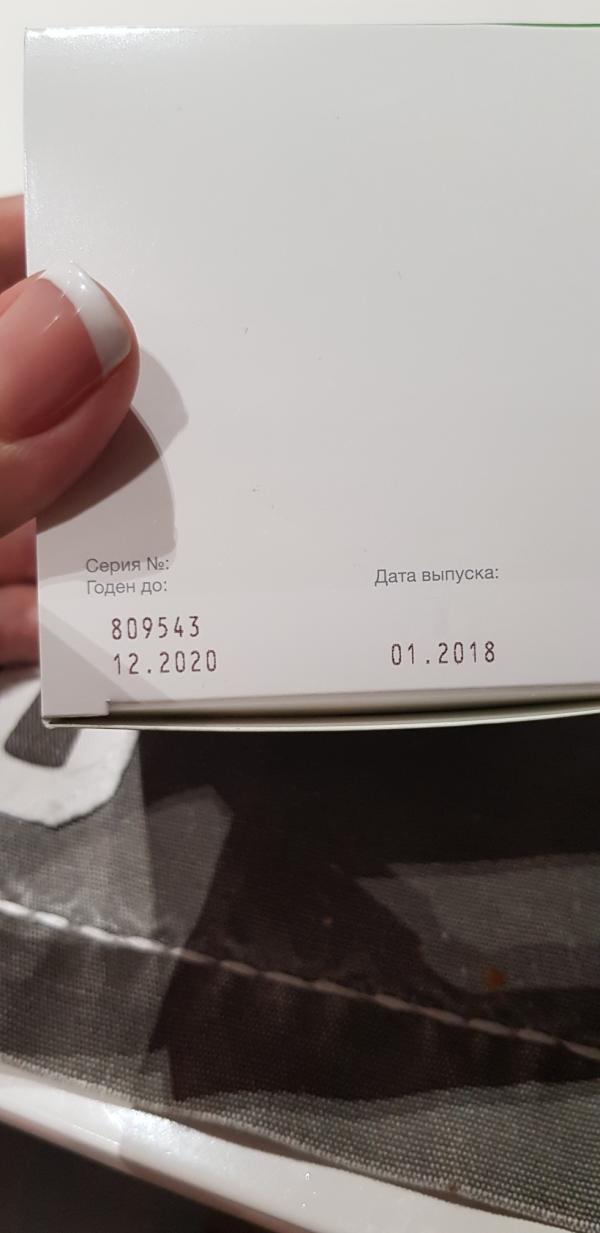 Серия №:
Годен до:
Дата выпуска:
809543
12.2020
01.2018